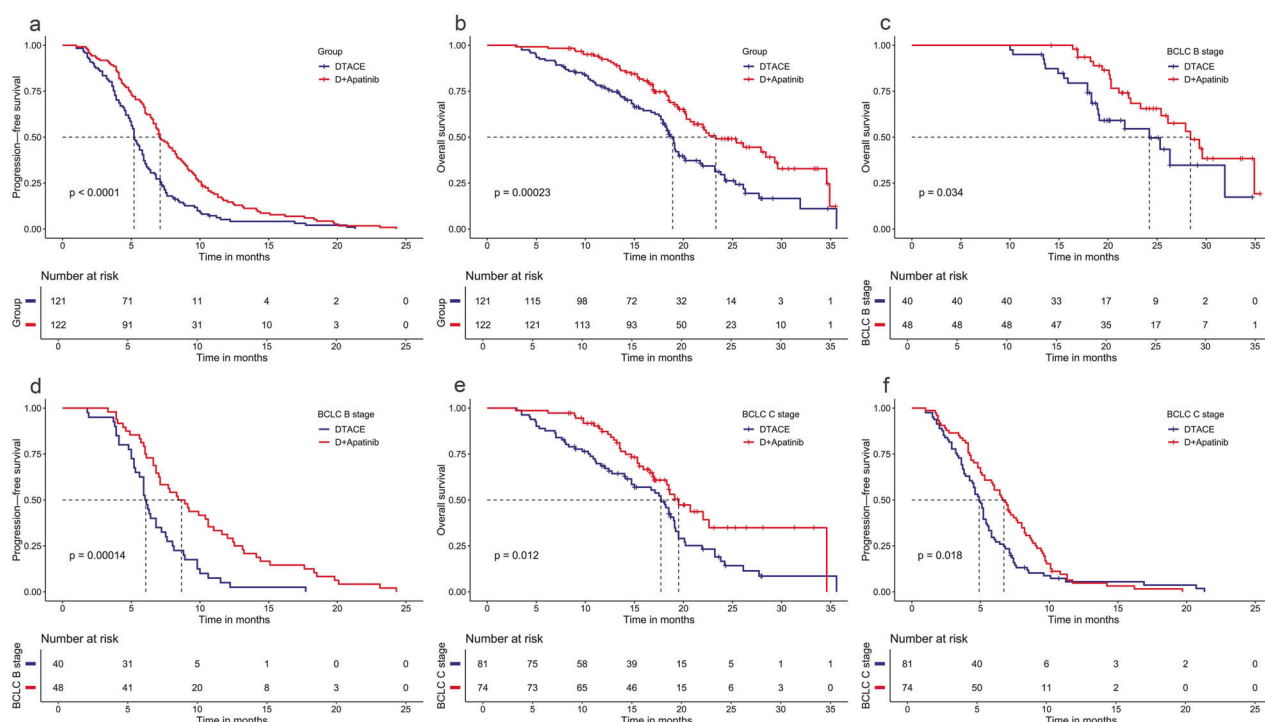 a
Progression—free survival
1.00
0.75
0.50
0.25
0.00
Group
DTACE
D+Apatinib
p < 0.0001
0 5 10 15 20 25
Time in months
Number at risk
Group
121 71 11 4 2 0
122 91 31 10 3 0
0 5 10 15 20 25
Time in months
b
Overall survival
1.00
0.75
0.50
0.25
0.00
Group
DTACE
D+Apatinib
p = 0.00023
0 5 10 15 20 25 30 35
Time in months
Number at risk
Group
121 115 98 72 32 14 3 1
122 121 113 93 50 23 10 1
0 5 10 15 20 25 30 35
Time in months
c
Overall survival
1.00
0.75
0.50
0.25
0.00
BCLC B stage
DTACE
D+Apatinib
p = 0.034
0 5 10 15 20 25 30 35
Time in months
Number at risk
BCLC B stage
40 40 40 33 17 9 2 0
48 48 48 47 35 17 7 1
0 5 10 15 20 25 30 35
Time in months
d
Progression—free survival
1.00
0.75
0.50
0.25
0.00
BCLC B stage
DTACE
D+Apatinib
p = 0.00014
0 5 10 15 20 25
Time in months
Number at risk
BCLC B stage
40 31 5 1 0 0
48 41 20 8 3 0
0 5 10 15 20 25
Time in months
e
Overall survival
1.00
0.75
0.50
0.25
0.00
BCLC C stage
DTACE
D+Apatinib
p = 0.012
0 5 10 15 20 25 30 35
Time in months
Number at risk
BCLC C stage
81 75 58 39 15 5 1 1
74 73 65 46 15 6 3 0
0 5 10 15 20 25 30 35
Time in months
f
Progression—free survival
1.00
0.75
0.50
0.25
0.00
BCLC C stage
DTACE
D+Apatinib
p = 0.018
0 5 10 15 20 25
Time in months
Number at risk
BCLC C stage
81 40 6 3 2 0
74 50 11 2 0 0
0 5 10 15 20 25
Time in months